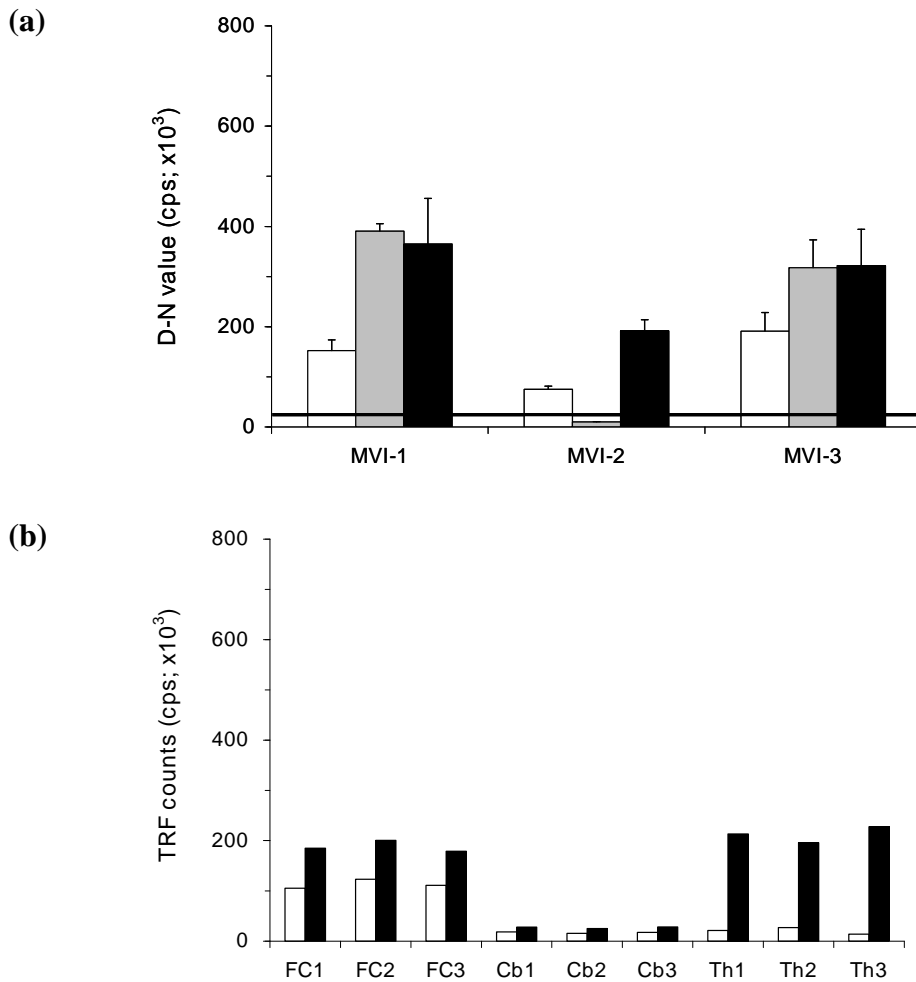 (a)
D-N value (cps; x10³)
800
600
400
200
0
MVI-1 MVI-2 MVI-3
(b)
TRF counts (cps; x10³)
800
600
400
200
0
FC1 FC2 FC3 Cb1 Cb2 Cb3 Th1 Th2 Th3